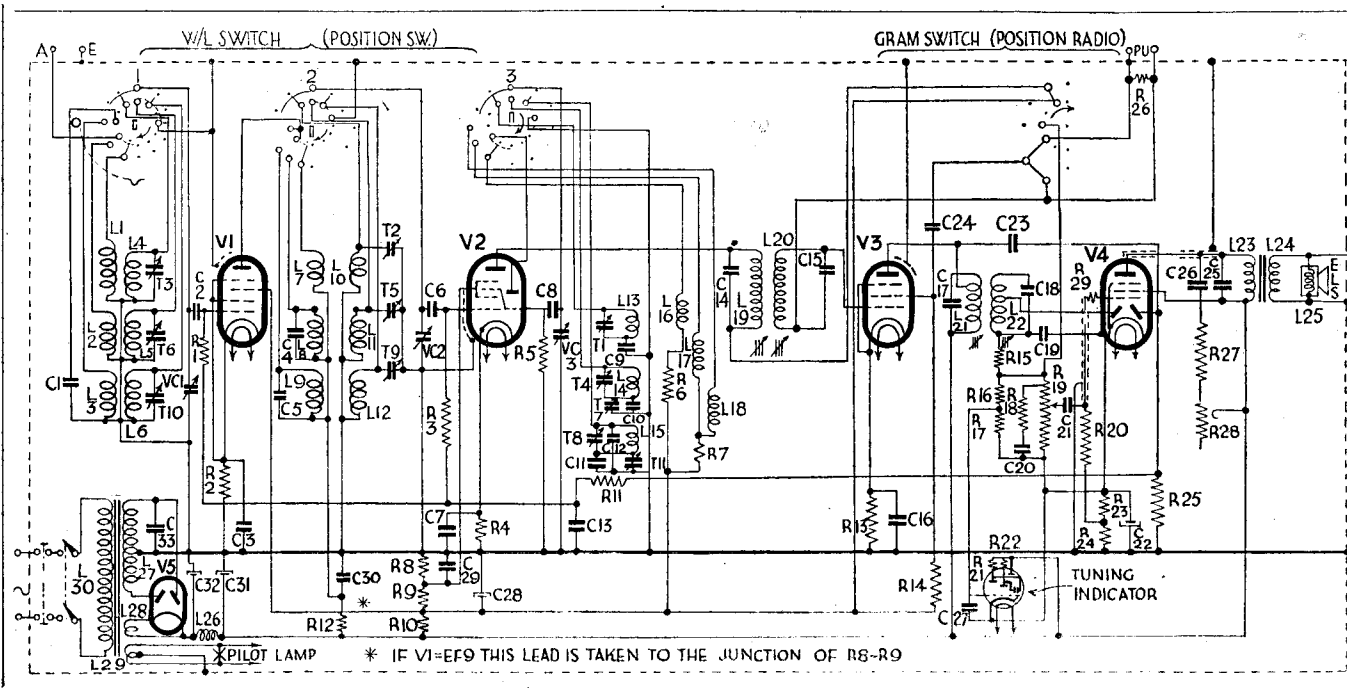 W/L SWITCH (POSITION SW.)
GRAM SWITCH (POSITION RADIO)
A E
PU
1
2
3
R 26
L1
L4
T3
C2
L2
L5
T6
R1
C1
L3
VC1
T10
L6
V1
L7
L10
T2
T5
C4
L8
L11
T9
L9
C5
L12
C6
VC2
R3
V2
C8
R5
VC3
L13
T1
C9
T4
L14
T7
C10
L15
T8
C12
C11
T11
R11
L16
L17
R6
L18
R7
C14
L19
L20
C15
V3
C24
C23
C17
L21
C18
L22
C19
R15
R16
R17
R18
R19
C20
C21
R20
R29
V4
C26
C25
L23
L24
ELS
L25
R27
R28
R2
C3
C33
L27
V5
L30
C32
C31
L28
L26
L29
C30
*
R12
C7
R4
R8
C29
R9
C28
R10
C13
R13
C16
R14
R22
R21
C27
R23
R24
C22
R25
TUNING
INDICATOR
PILOT LAMP
* IF V1=EF9 THIS LEAD IS TAKEN TO THE JUNCTION OF R8-R9